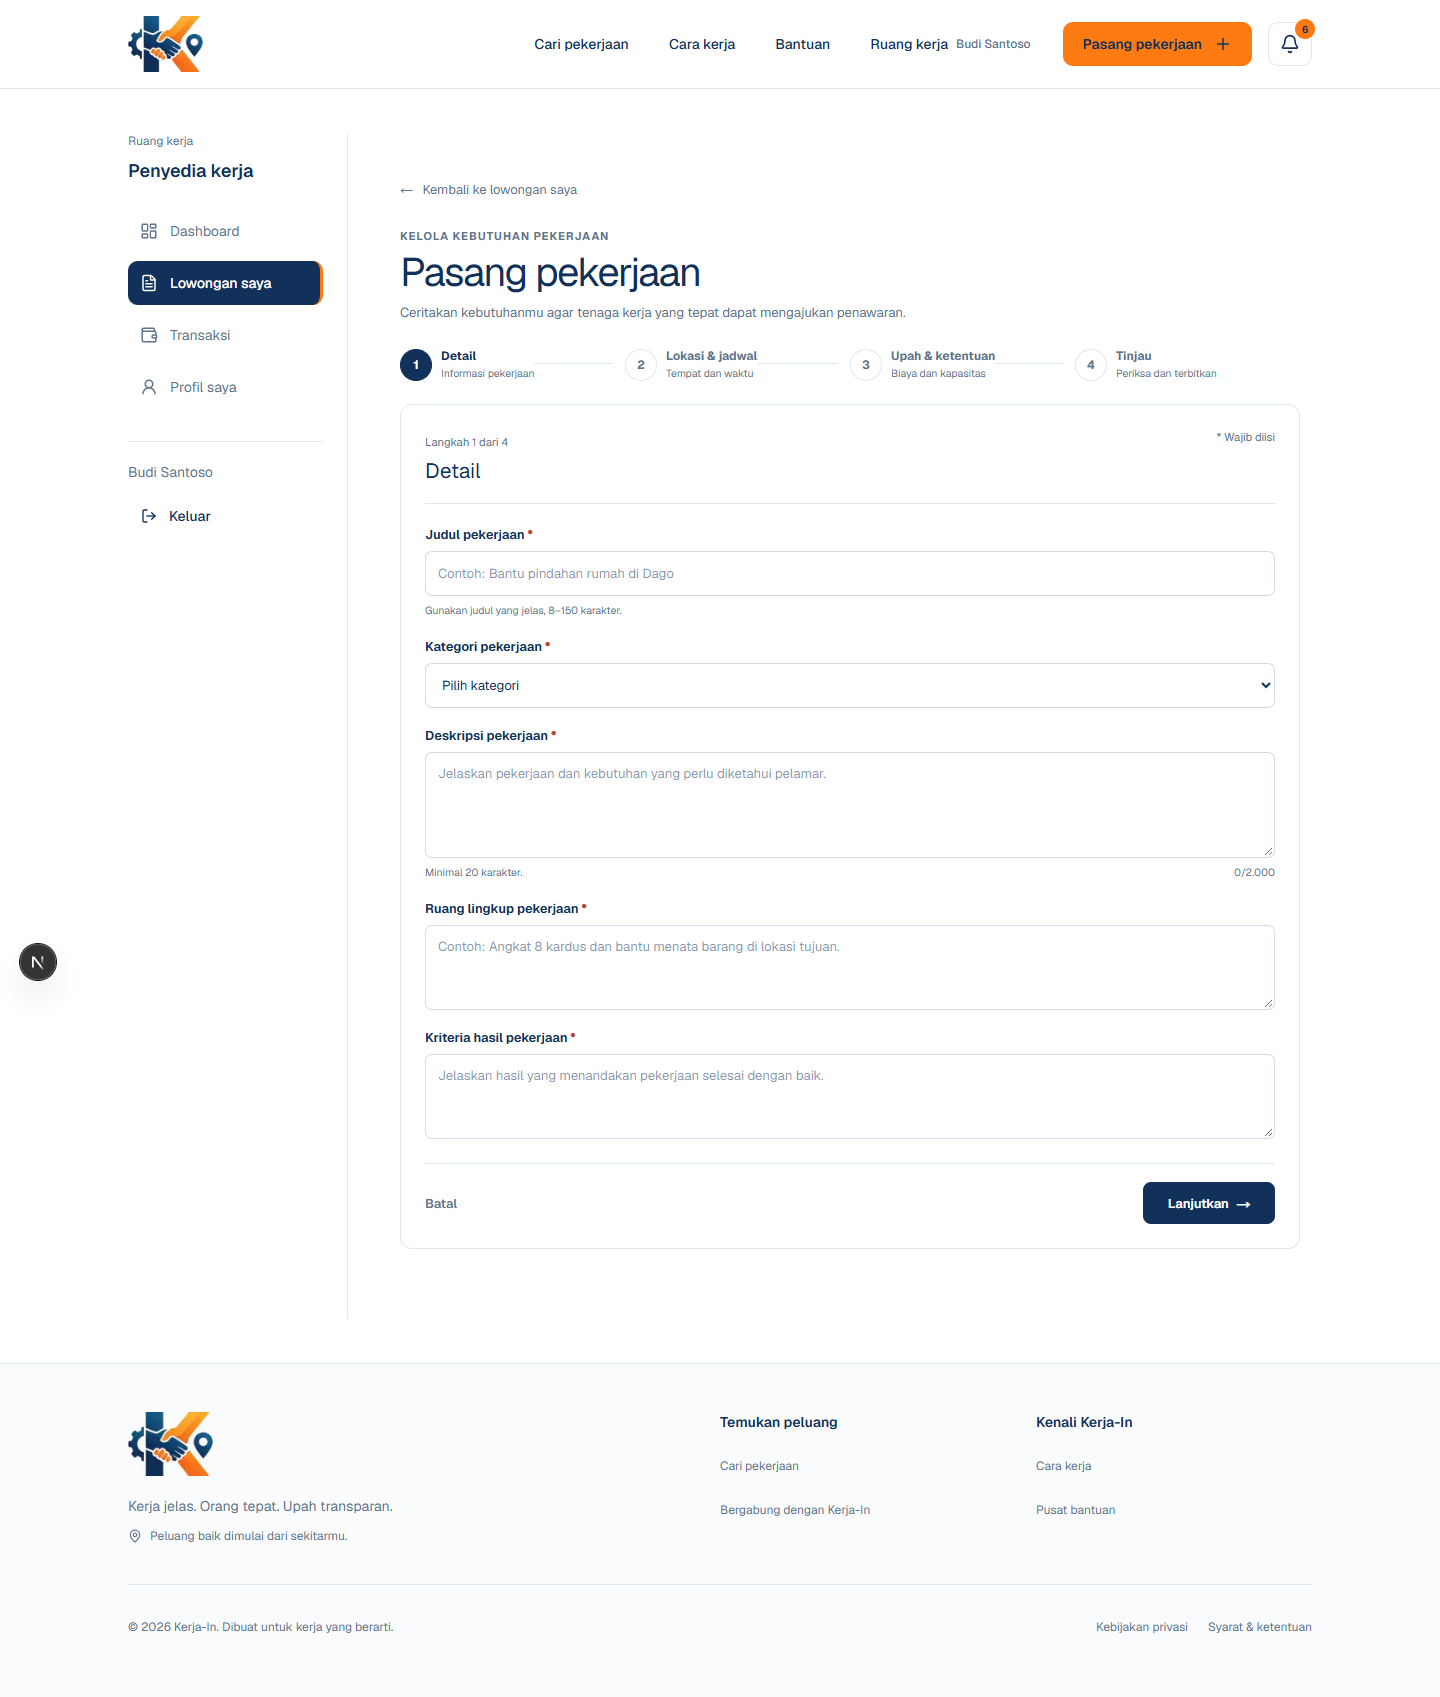 Cari pekerjaan
Cara kerja
Bantuan
Ruang kerja
Budi Santoso
Pasang pekerjaan
6
Ruang kerja
Penyedia kerja
Dashboard
Lowongan saya
Transaksi
Profil saya
Budi Santoso
Keluar
← Kembali ke lowongan saya
KELOLA KEBUTUHAN PEKERJAAN
Pasang pekerjaan
Ceritakan kebutuhanmu agar tenaga kerja yang tepat dapat mengajukan penawaran.
1
Detail
Informasi pekerjaan
2
Lokasi & jadwal
Tempat dan waktu
3
Upah & ketentuan
Biaya dan kapasitas
4
Tinjau
Periksa dan terbitkan
Langkah 1 dari 4
* Wajib diisi
Detail
Judul pekerjaan *
Contoh: Bantu pindahan rumah di Dago
Gunakan judul yang jelas, 8–150 karakter.
Kategori pekerjaan *
Pilih kategori
Deskripsi pekerjaan *
Jelaskan pekerjaan dan kebutuhan yang perlu diketahui pelamar.
Minimal 20 karakter.
0/2.000
Ruang lingkup pekerjaan *
Contoh: Angkat 8 kardus dan bantu menata barang di lokasi tujuan.
Kriteria hasil pekerjaan *
Jelaskan hasil yang menandakan pekerjaan selesai dengan baik.
Batal
Lanjutkan →
N
Kerja jelas. Orang tepat. Upah transparan.
Peluang baik dimulai dari sekitarmu.
Temukan peluang
Cari pekerjaan
Bergabung dengan Kerja-In
Kenali Kerja-In
Cara kerja
Pusat bantuan
© 2026 Kerja-In. Dibuat untuk kerja yang berarti.
Kebijakan privasi
Syarat & ketentuan